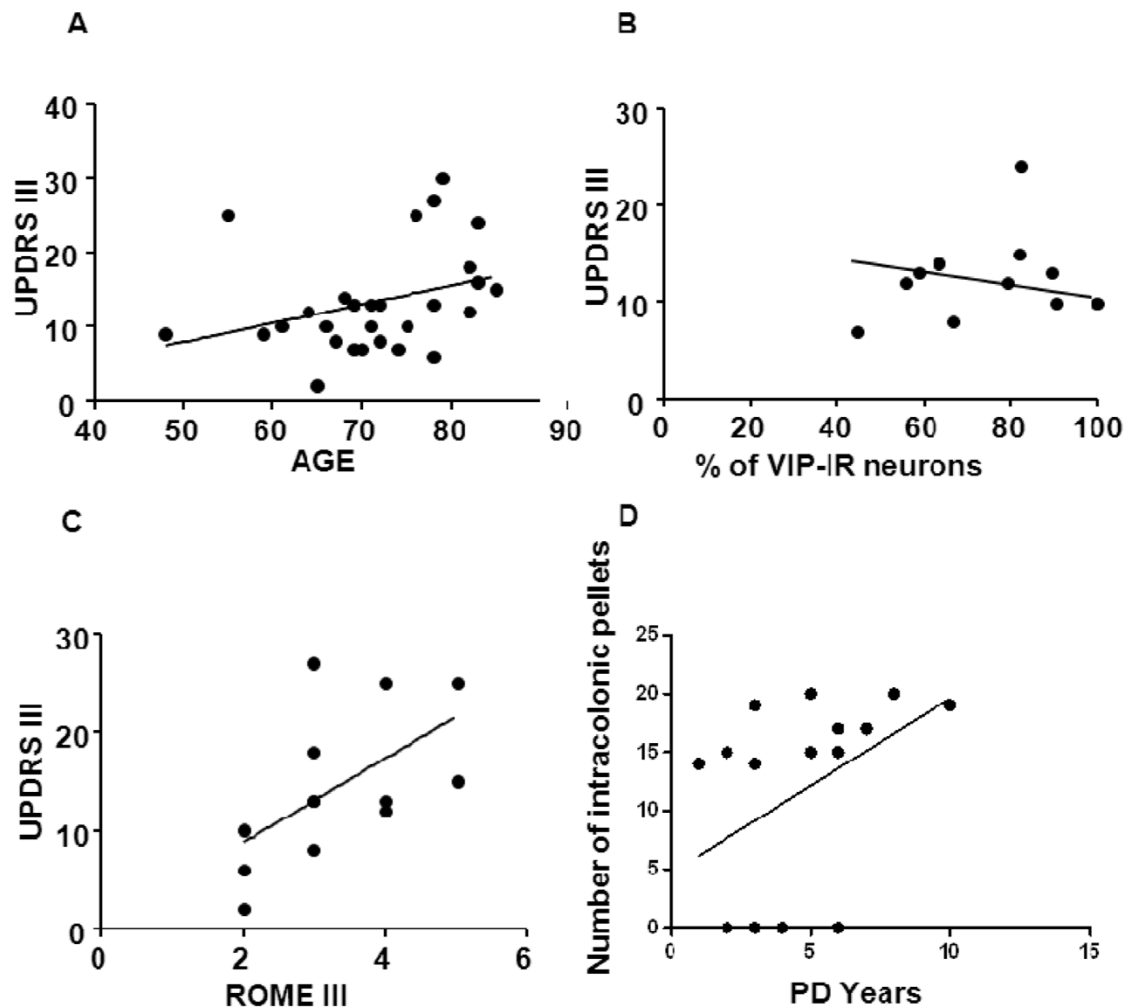 A
UPDRS III
40
30
20
10
0
40 50 60 70 80 90
AGE
B
UPDRS III
30
20
10
0
0 20 40 60 80 100
% of VIP-IR neurons
C
UPDRS III
30
20
10
0
0 2 4 6
ROME III
D
Number of intracolonic pellets
25
20
15
10
5
0
0 5 10 15
PD Years